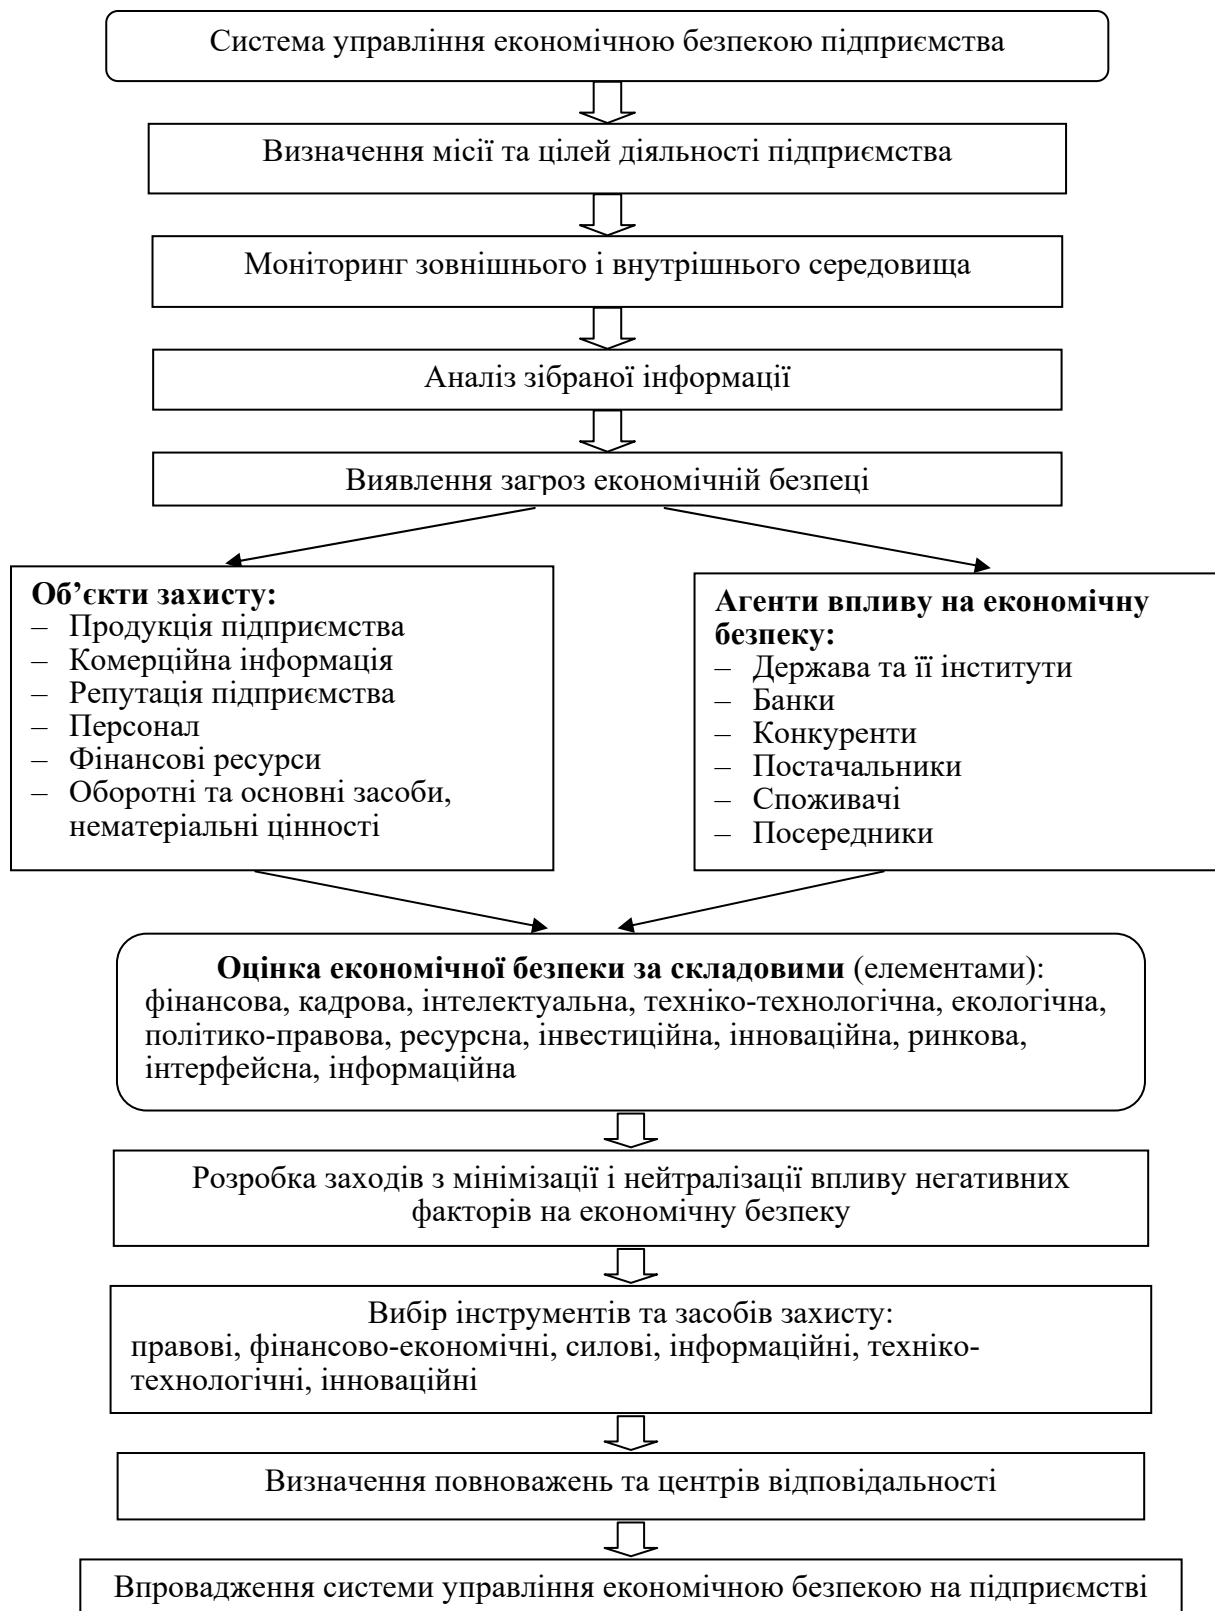 Система управління економічною безпекою підприємства
Визначення місії та цілей діяльності підприємства
Моніторинг зовнішнього і внутрішнього середовища
Аналіз зібраної інформації
Виявлення загроз економічній безпеці
Об’єкти захисту:
– Продукція підприємства
– Комерційна інформація
– Репутація підприємства
– Персонал
– Фінансові ресурси
– Оборотні та основні засоби,
нематеріальні цінності
Агенти впливу на економічну
безпеку:
– Держава та її інститути
– Банки
– Конкуренти
– Постачальники
– Споживачі
– Посередники
Оцінка економічної безпеки за складовими (елементами):
фінансова, кадрова, інтелектуальна, техніко-технологічна, екологічна,
політико-правова, ресурсна, інвестиційна, інноваційна, ринкова,
інтерфейсна, інформаційна
Розробка заходів з мінімізації і нейтралізації впливу негативних
факторів на економічну безпеку
Вибір інструментів та засобів захисту:
правові, фінансово-економічні, силові, інформаційні, техніко-
технологічні, інноваційні
Визначення повноважень та центрів відповідальності
Впровадження системи управління економічною безпекою на підприємстві